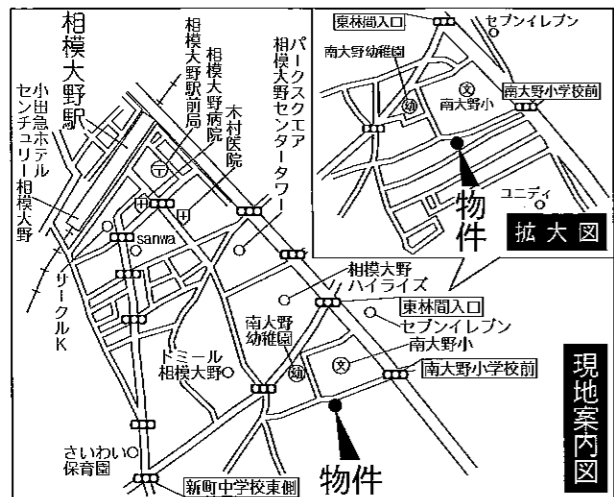 相模大野駅
小田急ホテル
センチュリー相模大野
サークルK
相模大野駅前局
相模大野病院
木村医院
パークスクエア
相模大野センタータワー
〒
sanwa
相模大野
ハイライズ
東林間入口
セブンイレブン
南大野
幼稚園
幼
文
南大野小
南大野小学校前
ドミール
相模大野
さいわい
保育園
新町中学校東側
物件
現地案内図
東林間入口
セブンイレブン
南大野幼稚園
幼
文
南大野小
南大野小学校前
ユニディ
物件
拡大図